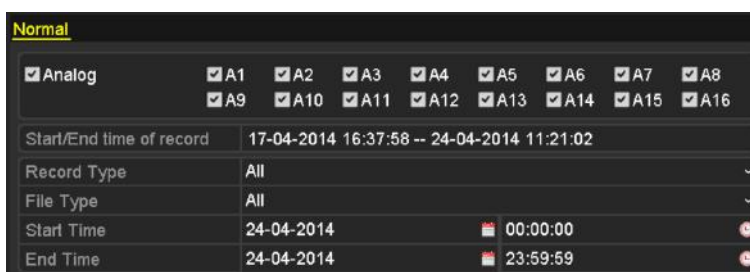 Normal
Analog A1 A2 A3 A4 A5 A6 A7 A8
A9 A10 A11 A12 A13 A14 A15 A16
Start/End time of record 17-04-2014 16:37:58 -- 24-04-2014 11:21:02
Record Type All
File Type All
Start Time 24-04-2014 00:00:00
End Time 24-04-2014 23:59:59